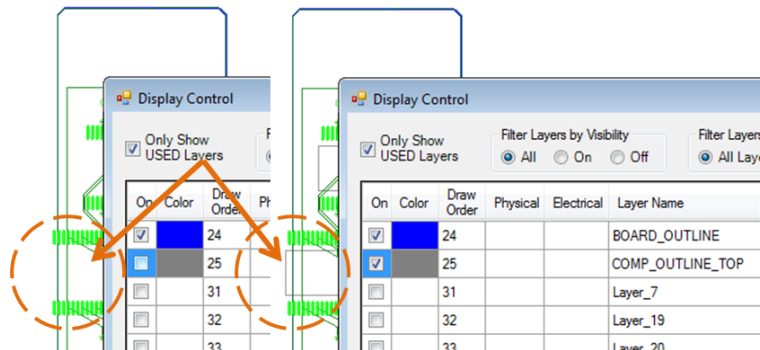 Display Control
Only Show
USED Layers
On Color Draw
Order
24
25
31
32
33
Display Control
Only Show
USED Layers
Filter Layers by Visibility
All On Off
Filter Layers
All Laye
On Color Draw
Order Physical Electrical Layer Name
24 BOARD_OUTLINE
25 COMP_OUTLINE_TOP
31 Layer_7
32 Layer_19
33 Layer_20